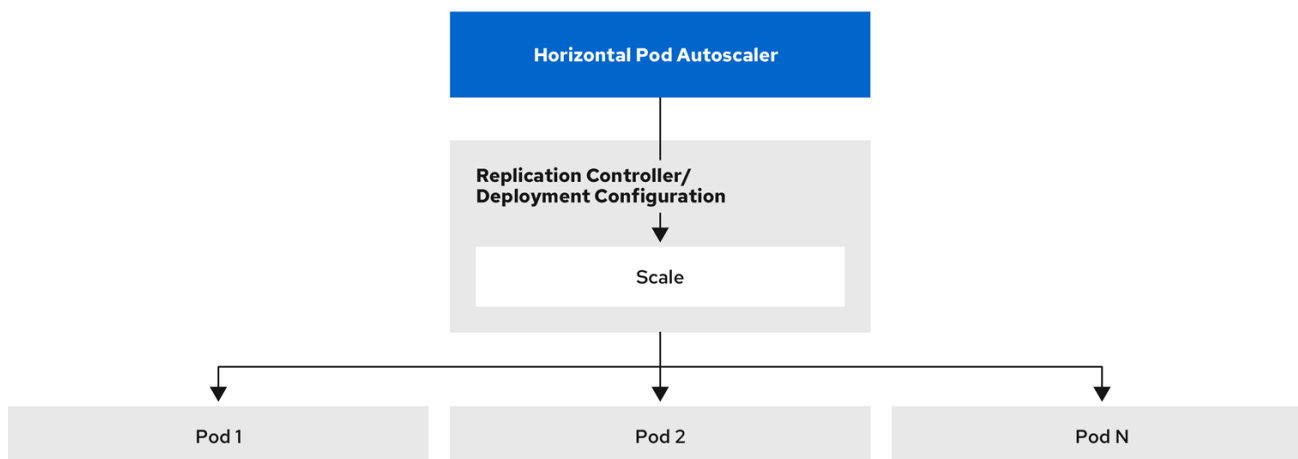 Horizontal Pod Autoscaler
Replication Controller/
Deployment Configuration
Scale
Pod 1
Pod 2
Pod N